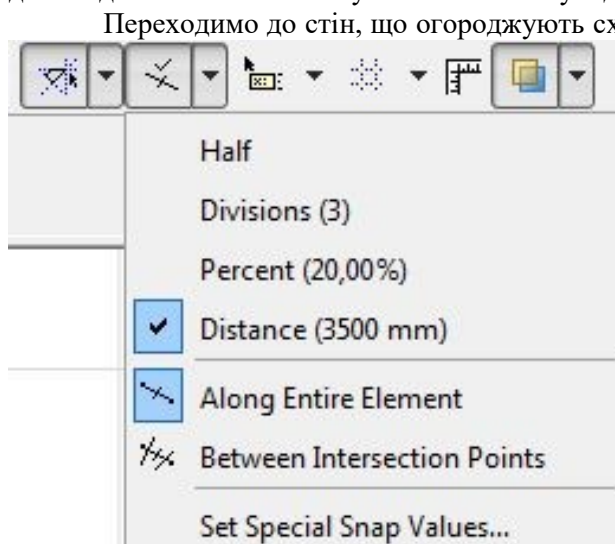 Переходимо до стін, що огороджують
Half
Divisions (3)
Percent (20,00%)
Distance (3500 mm)
Along Entire Element
Between Intersection Points
Set Special Snap Values...